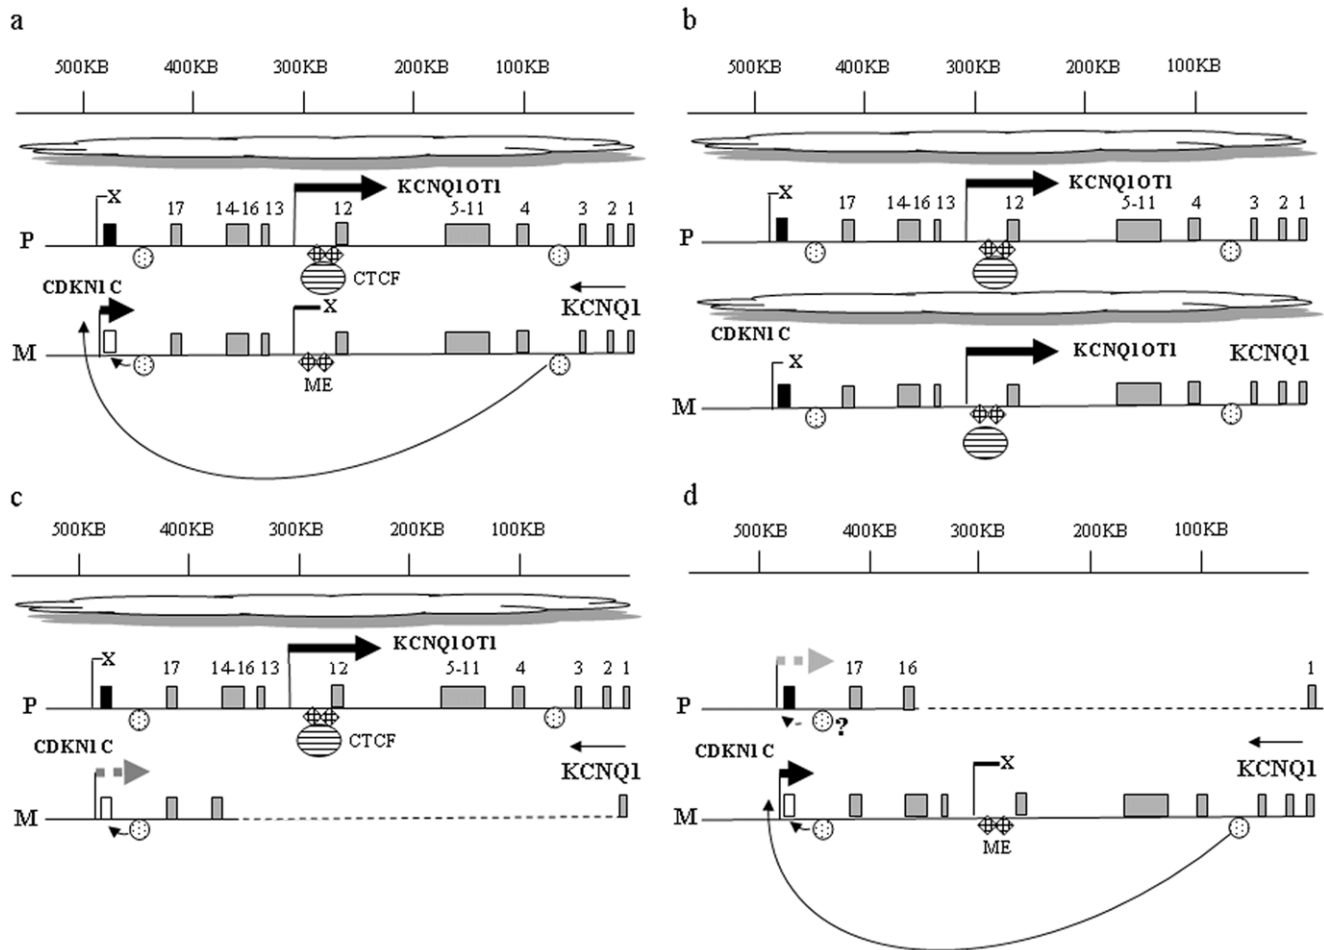 a
500KB 400KB 300KB 200KB 100KB
X KCNQ1OT1
17 14-16 13 12 5-11 4 3 2 1
P
CTCF
CDKN1C X KCNQ1
M
ME
b
500KB 400KB 300KB 200KB 100KB
X KCNQ1OT1
17 14-16 13 12 5-11 4 3 2 1
P
CDKN1C
X KCNQ1OT1 KCNQ1
M
c
500KB 400KB 300KB 200KB 100KB
X KCNQ1OT1
17 14-16 13 12 5-11 4 3 2 1
P
CDKN1C CTCF
KCNQ1
M
d
500KB 400KB 300KB 200KB 100KB
17 16 1
P
?
CDKN1C X KCNQ1
M
ME